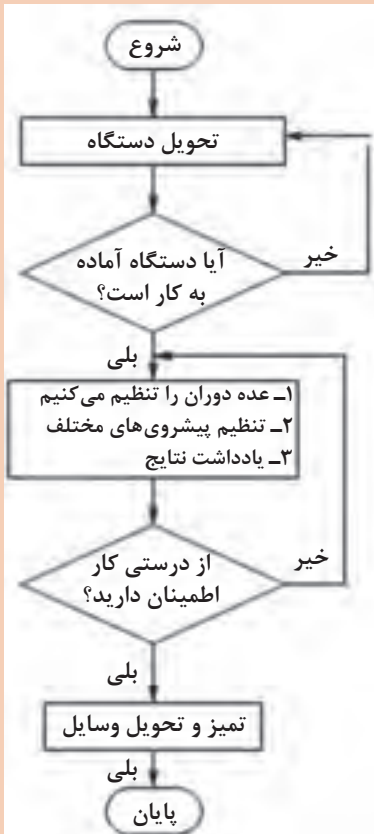 شروع
تحویل دستگاه
آیا دستگاه آماده
به کار است؟
خیر
بلی
۱ـ عده دوران را تنظیم می‌کنیم
۲ـ تنظیم پیشروی‌های مختلف
۳ـ یادداشت نتایج
از درستی کار
اطمینان دارید؟
خیر
بلی
تمیز و تحویل وسایل
بلی
پایان